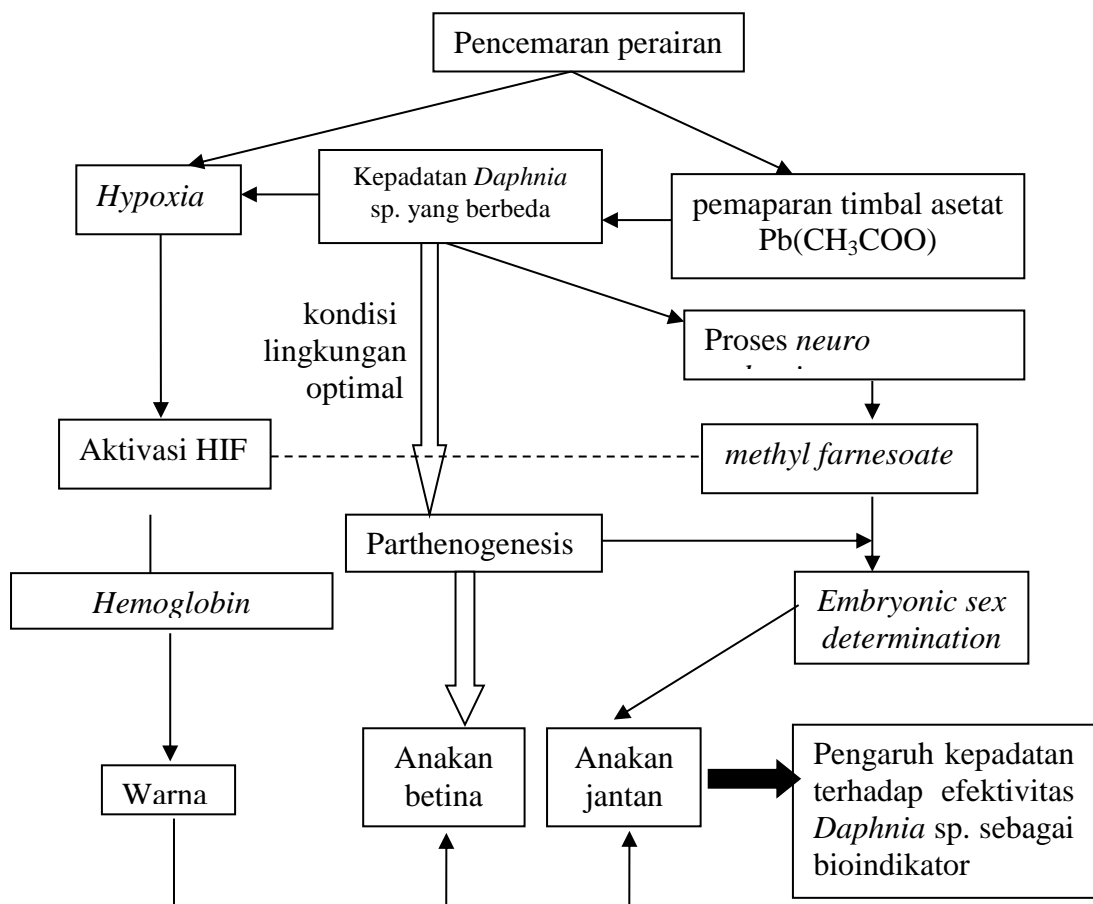 Pencemaran perairan
Hypoxia
Kepadatan Daphnia
sp. yang berbeda
pemaparan timbal asetat
Pb(CH₃COO)
kondisi
lingkungan
optimal
Proses neuro
Aktivasi HIF
methyl farnesoate
Parthenogenesis
Hemoglobin
Embryonic sex
determination
Warna
Anakan
betina
Anakan
jantan
Pengaruh kepadatan
terhadap efektivitas
Daphnia sp. sebagai
bioindikator